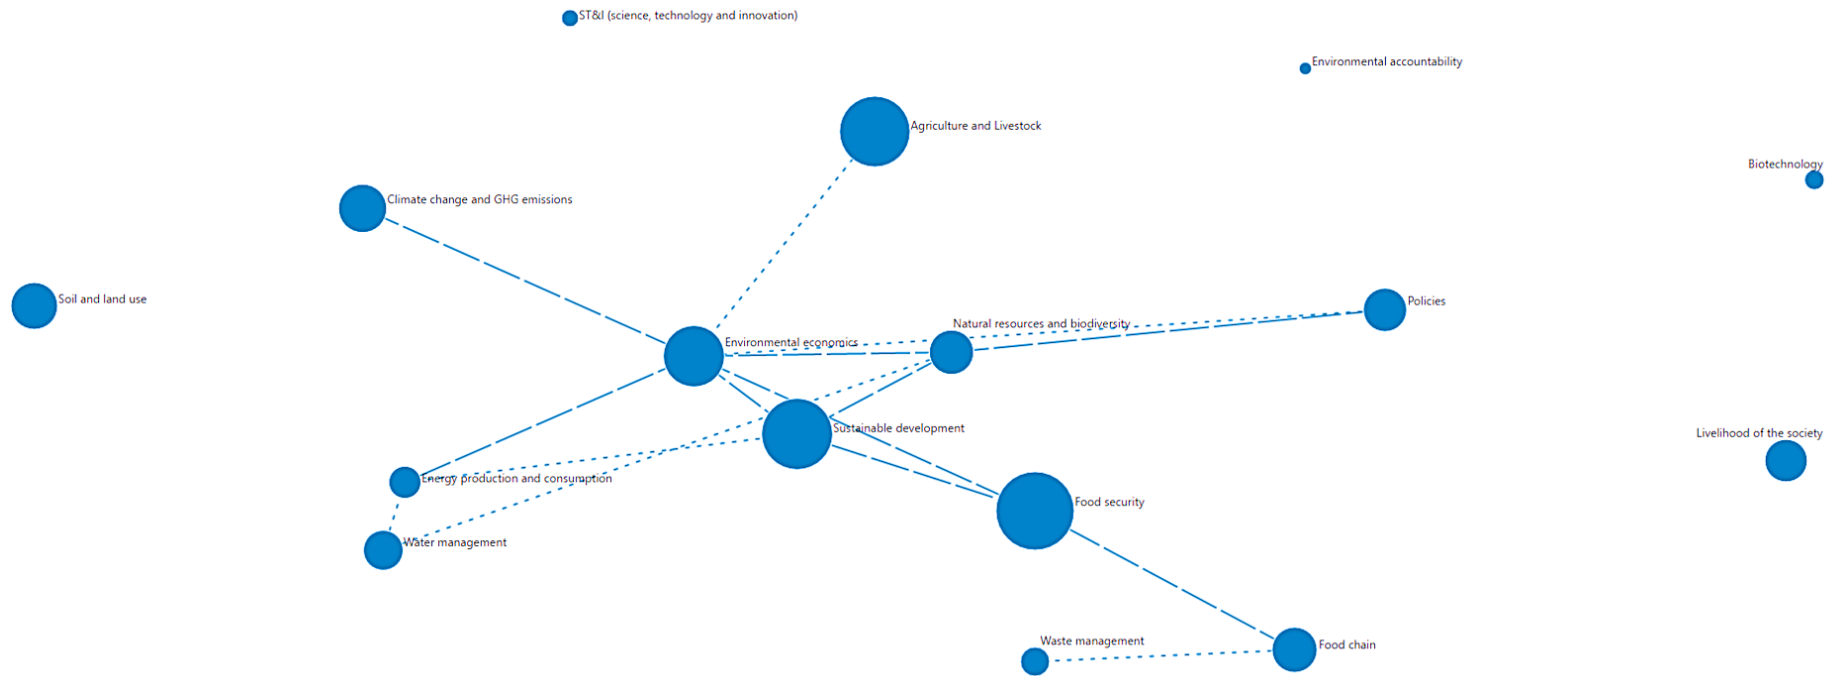 ST&I (science, technology and innovation)
Environmental accountability
Agriculture and Livestock
Biotechnology
Climate change and GHG emissions
Soil and land use
Policies
Natural resources and biodiversity
Environmental economics
Sustainable development
Livelihood of the society
Energy production and consumption
Food security
Water management
Waste management
Food chain